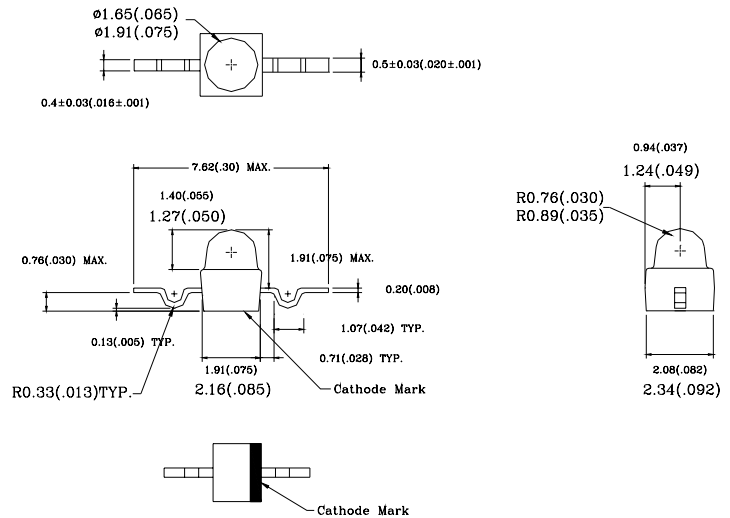 ø1.65(.065)
ø1.91(.075)
0.5±0.03(.020±.001)
0.4±0.03(.016±.001)
0.94(.037)
1.24(.049)
7.62(.30) MAX.
1.40(.055)
1.27(.050)
R0.76(.030)
R0.89(.035)
0.76(.030) MAX.
1.91(.075) MAX.
0.20(.008)
1.07(.042) TYP.
0.13(.005) TYP.
0.71(.028) TYP.
1.91(.075)
2.16(.085)
2.08(.082)
2.34(.092)
R0.33(.013)TYP.
Cathode Mark
Cathode Mark